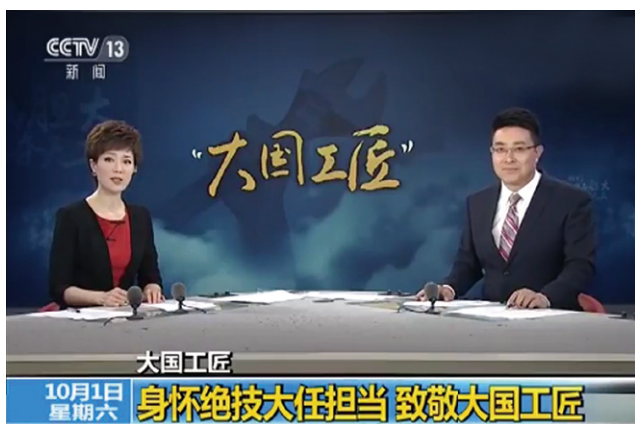 CCTV 13
新闻
"大国工匠"
大国工匠
10月1日
星期六
身怀绝技大任担当 致敬大国工匠